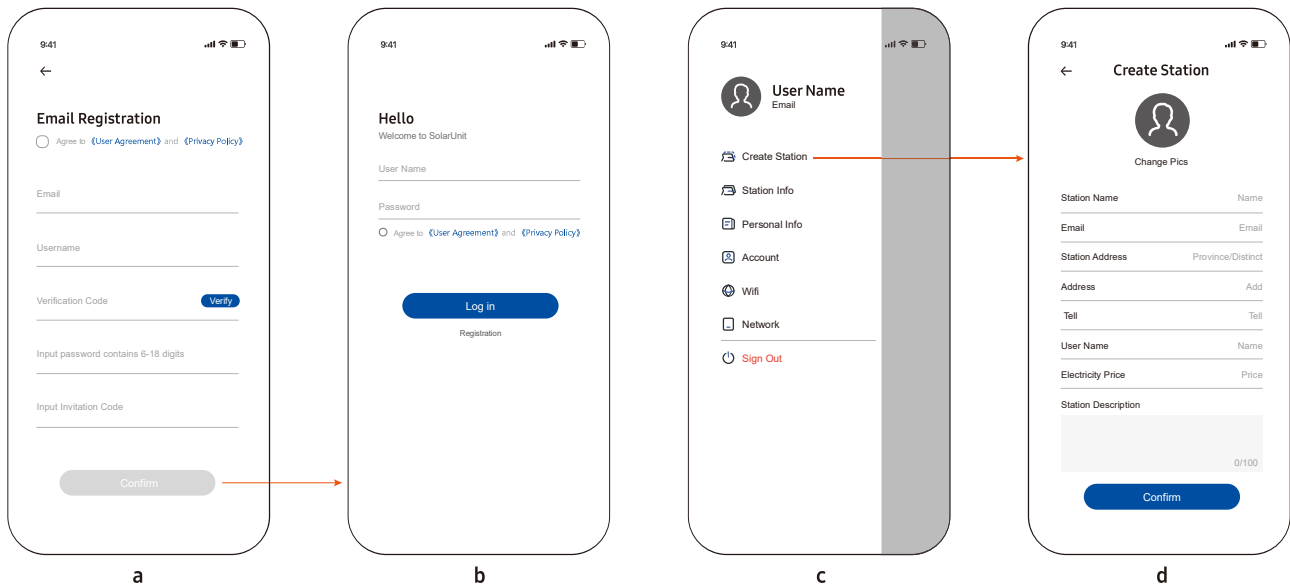 9:41
Email Registration
Agree to 《User Agreement》 and 《Privacy Policy》
Email
Username
Verification Code Verify
Input password contains 6-18 digits
Input Invitation Code
Confirm
a
9:41
Hello
Welcome to SolarUnit
User Name
Password
Agree to 《User Agreement》 and 《Privacy Policy》
Log in
Registration
b
9:41
User Name
Email
Create Station
Station Info
Personal Info
Account
Wifi
Network
Sign Out
c
9:41
Create Station
Change Pics
Station Name Name
Email Email
Station Address Province/Distinct
Address Add
Tell Tell
User Name Name
Electricity Price Price
Station Description
0/100
Confirm
d